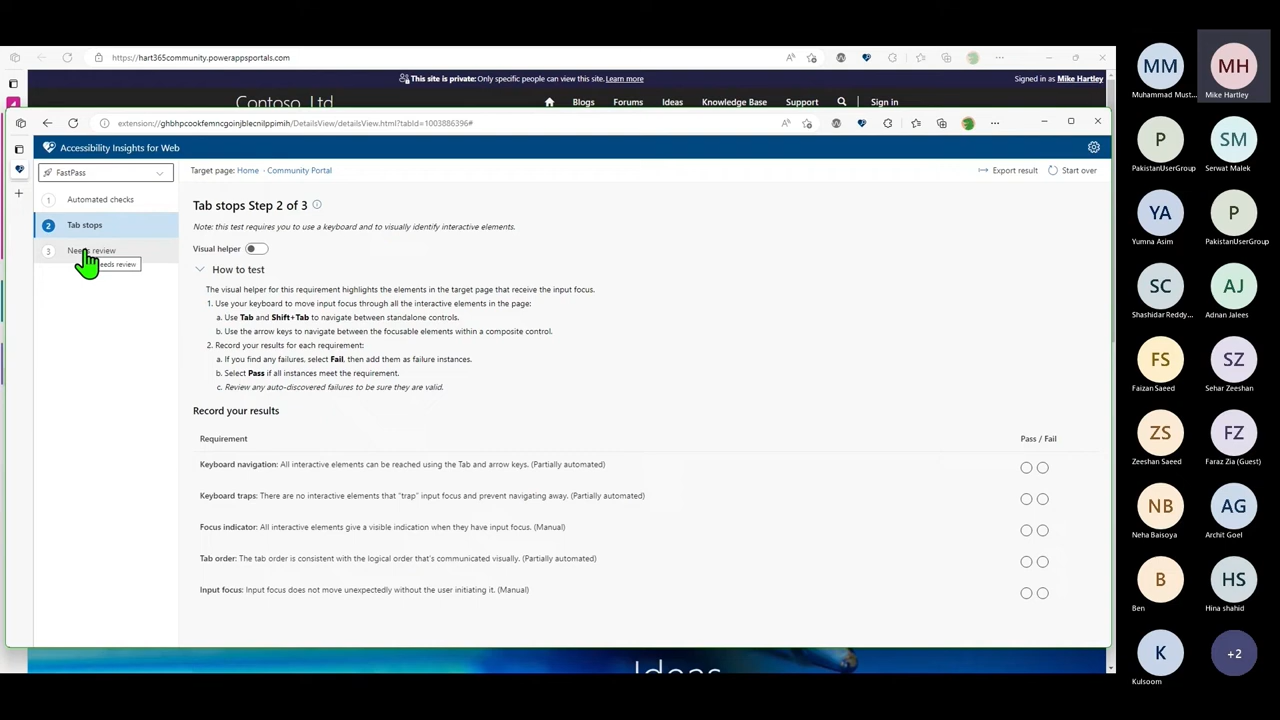 https://hart365community.powerappsportals.com
This site is private: Only specific people can view this site. Learn more
Signed in as Mike Hartley
Contoso, Ltd
Blogs
Forums
Ideas
Knowledge Base
Support
Sign in
extension://ghbhpcookfemncgoinjblecnilppimih/DetailsView/detailsView.html?tabId=1003886396#
Accessibility Insights for Web
FastPass
Target page: Home - Community Portal
Export result
Start over
1 Automated checks
2 Tab stops
3 Needs review
eeds review
Tab stops Step 2 of 3
Note: this test requires you to use a keyboard and to visually identify interactive elements.
Visual helper
How to test
The visual helper for this requirement highlights the elements in the target page that receive the input focus.
1. Use your keyboard to move input focus through all the interactive elements in the page:
a. Use Tab and Shift+Tab to navigate between standalone controls.
b. Use the arrow keys to navigate between the focusable elements within a composite control.
2. Record your results for each requirement:
a. If you find any failures, select Fail, then add them as failure instances.
b. Select Pass if all instances meet the requirement.
c. Review any auto-discovered failures to be sure they are valid.
Record your results
Requirement
Pass / Fail
Keyboard navigation: All interactive elements can be reached using the Tab and arrow keys. (Partially automated)
Keyboard traps: There are no interactive elements that "trap" input focus and prevent navigating away. (Partially automated)
Focus indicator: All interactive elements give a visible indication when they have input focus. (Manual)
Tab order: The tab order is consistent with the logical order that's communicated visually. (Partially automated)
Input focus: Input focus does not move unexpectedly without the user initiating it. (Manual)
Ideas
MM
Muhammad Must...
MH
Mike Hartley
P
PakistanUserGroup
SM
Serwat Malek
YA
Yumna Asim
P
PakistanUserGroup
SC
Shashidar Reddy...
AJ
Adnan Jalees
FS
Faizan Saeed
SZ
Sehar Zeeshan
ZS
Zeeshan Saeed
FZ
Faraz Zia (Guest)
NB
Neha Baisoya
AG
Archit Goel
B
Ben
HS
Hina shahid
K
Kulsoom
+2